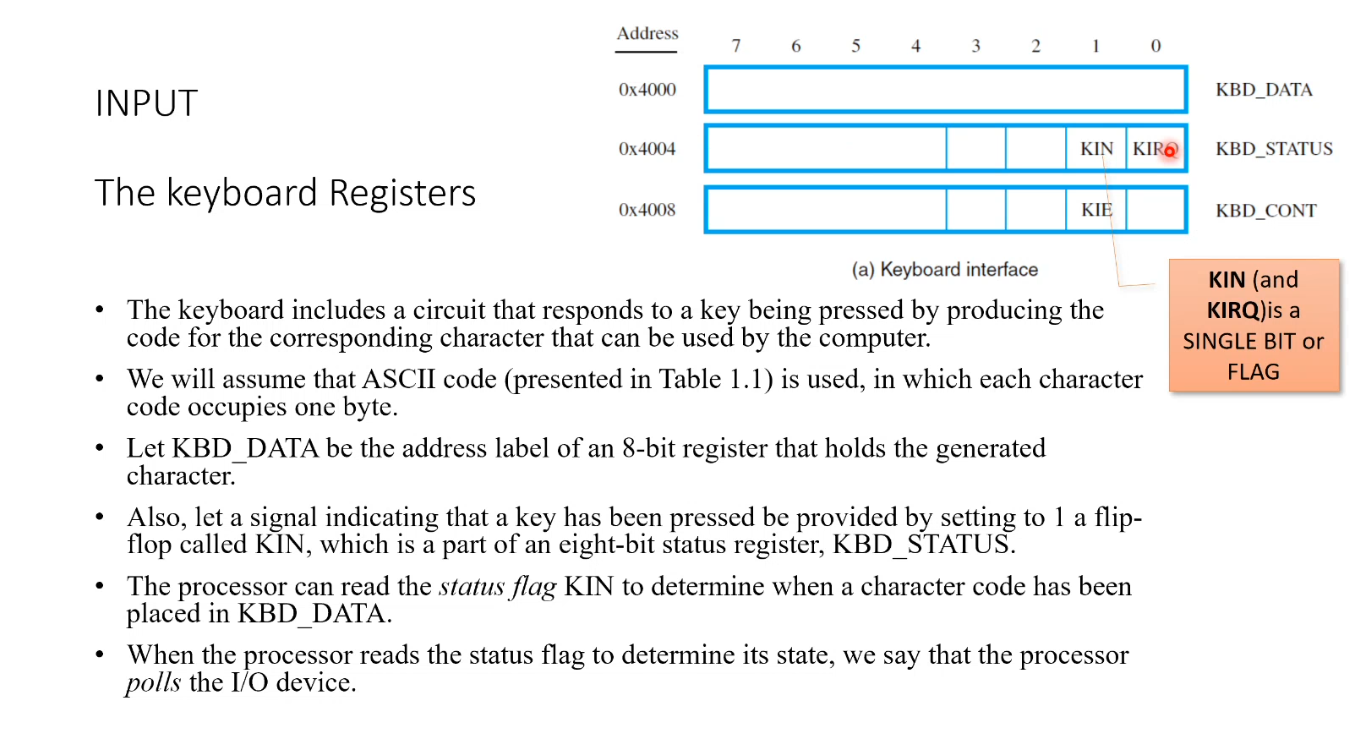 INPUT
The keyboard Registers
Address
7 6 5 4 3 2 1 0
0x4000 KBD_DATA
0x4004 KIN KIRQ KBD_STATUS
0x4008 KIE KBD_CONT
(a) Keyboard interface
KIN (and
KIRQ)is a
SINGLE BIT or
FLAG
• The keyboard includes a circuit that responds to a key being pressed by producing the
code for the corresponding character that can be used by the computer.
• We will assume that ASCII code (presented in Table 1.1) is used, in which each character
code occupies one byte.
• Let KBD_DATA be the address label of an 8-bit register that holds the generated
character.
• Also, let a signal indicating that a key has been pressed be provided by setting to 1 a flip-
flop called KIN, which is a part of an eight-bit status register, KBD_STATUS.
• The processor can read the status flag KIN to determine when a character code has been
placed in KBD_DATA.
• When the processor reads the status flag to determine its state, we say that the processor
polls the I/O device.